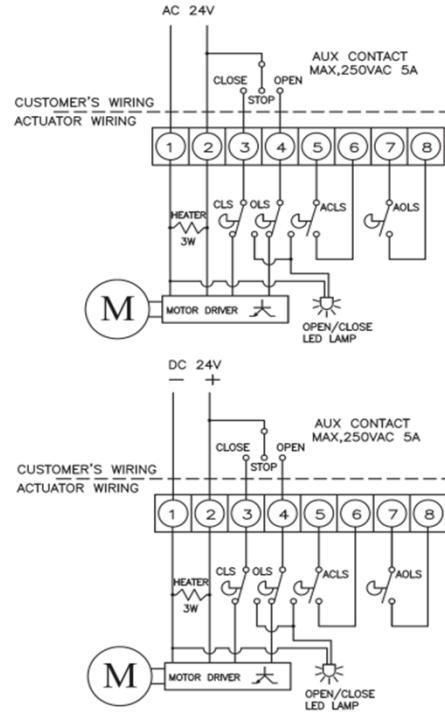 AC 24V
AUX CONTACT
MAX,250VAC 5A
CLOSE OPEN
STOP
CUSTOMER'S WIRING
ACTUATOR WIRING
1 2 3 4 5 6 7 8
CLS OLS ACLS AOLS
HEATER
3W
M MOTOR DRIVER
OPEN/CLOSE
LED LAMP
DC 24V
— +
AUX CONTACT
MAX,250VAC 5A
CLOSE OPEN
STOP
CUSTOMER'S WIRING
ACTUATOR WIRING
1 2 3 4 5 6 7 8
CLS OLS ACLS AOLS
HEATER
3W
M MOTOR DRIVER
OPEN/CLOSE
LED LAMP